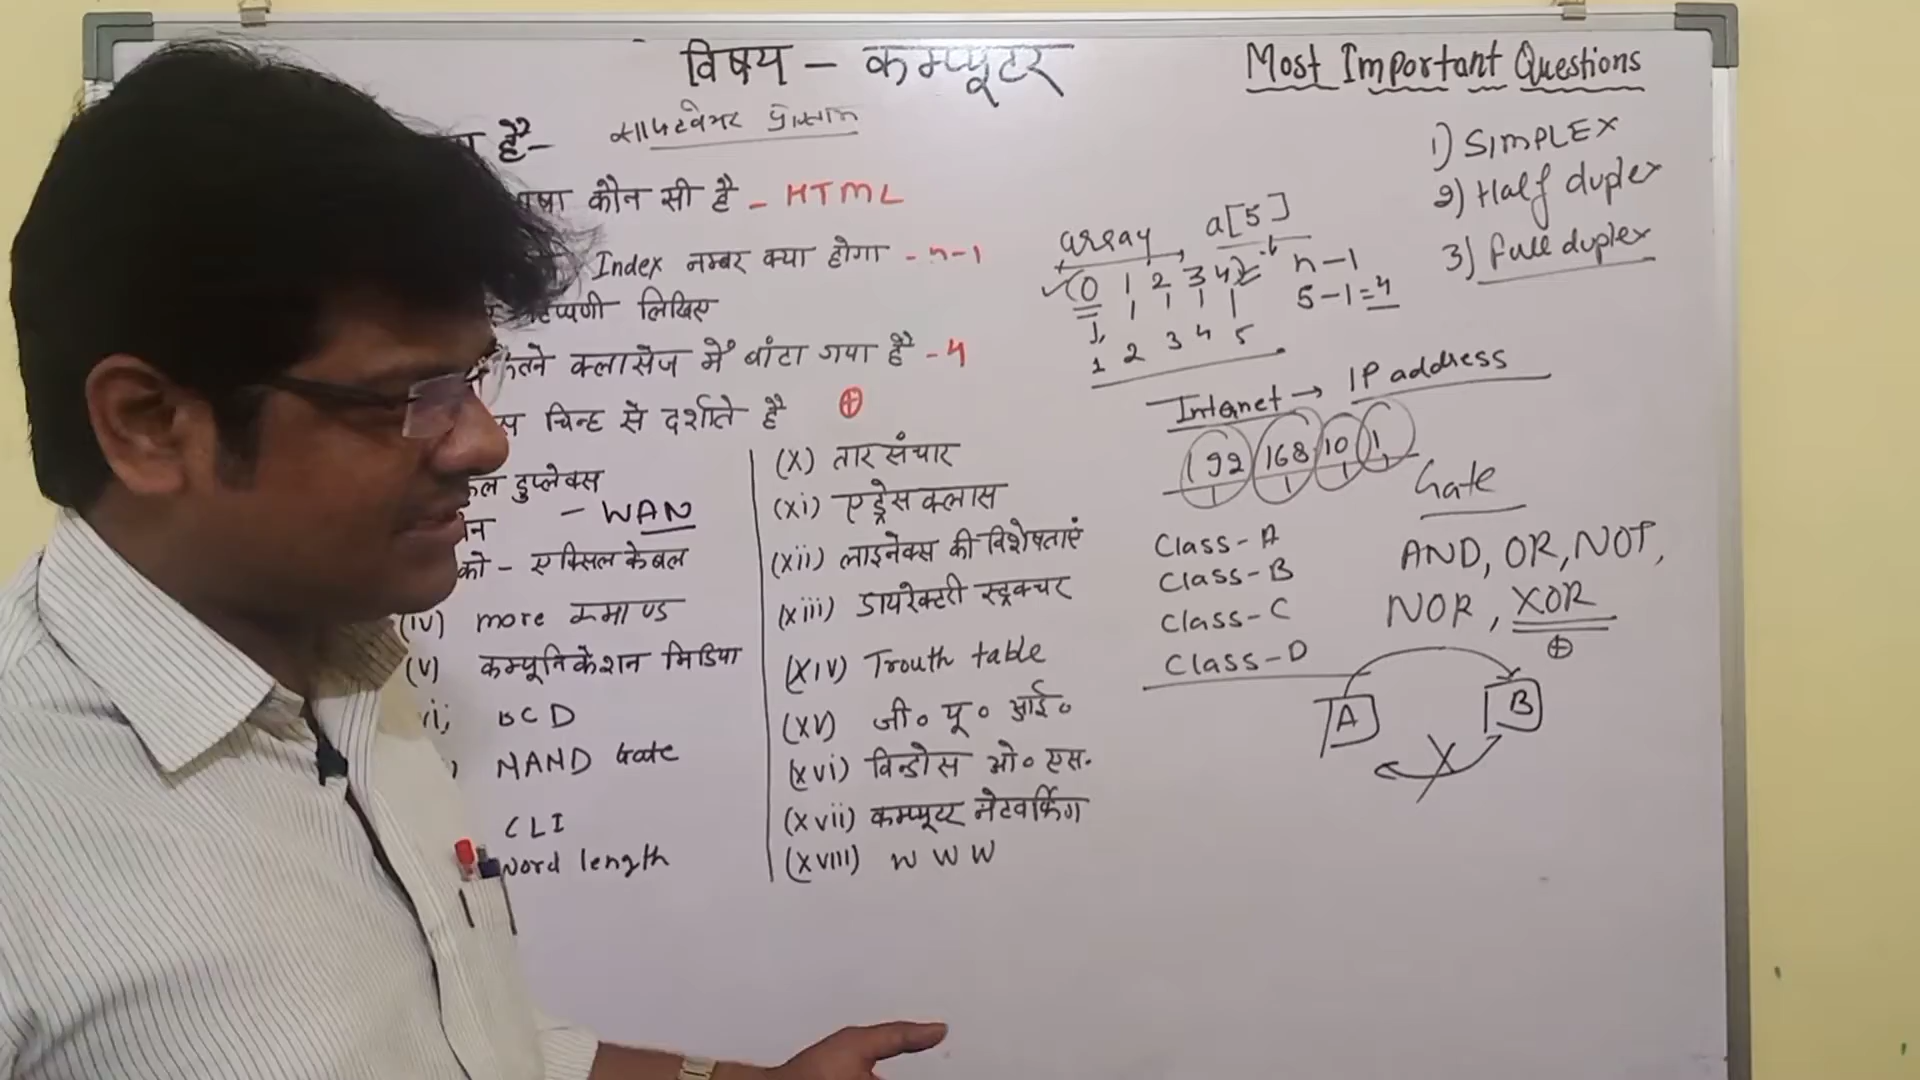 विषय - कम्प्यूटर
Most Important Questions
है-
साफ्टवेयर प्रोग्राम
कौन सी है - HTML
Index नम्बर क्या होगा - n-1
टिप्पणी लिखिए
क्लासेज में बांटा गया है - 4
चिन्ह से दर्शाते है ⊕
डुप्लेक्स
- WAN
को - एक्सिल केबल
(iv) more कमाण्ड
(v) कम्यूनिकेशन मिडिया
BCD
NAND Gate
CLI
word length
(x) तार संचार
(xi) एड्रेस क्लास
(xii) लाइनेक्स की विशेषताएं
(xiii) डायरेक्टरी स्ट्रक्चर
(xiv) Trouth table
(xv) जी० यू० आई०
(xvi) विन्डोस ओ० एस.
(xvii) कम्प्यूटर नेटवर्किंग
(xviii) W W W
array, a[5]
0 1 2 3 4
1 2 3 4 5
n-1
5-1=4
Internet → IP address
192 168 10 1
Class-A
Class-B
Class-C
Class-D
1) SIMPLEX
2) Half duplex
3) full duplex
Gate
AND, OR, NOT,
NOR, XOR
⊕
A B
X